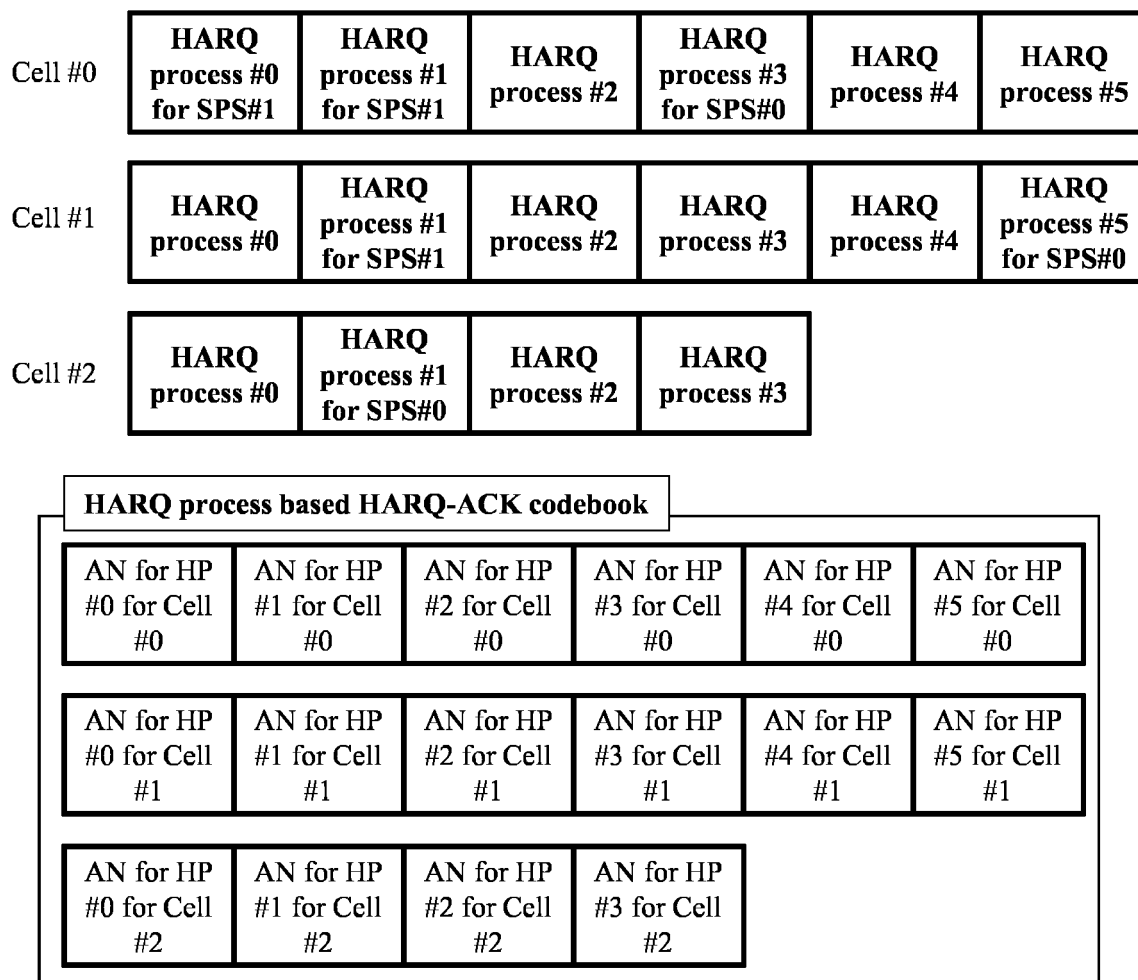 Cell #0
HARQ process #0 for SPS#1
HARQ process #1 for SPS#1
HARQ process #2
HARQ process #3 for SPS#0
HARQ process #4
HARQ process #5
Cell #1
HARQ process #0
HARQ process #1 for SPS#1
HARQ process #2
HARQ process #3
HARQ process #4
HARQ process #5 for SPS#0
Cell #2
HARQ process #0
HARQ process #1 for SPS#0
HARQ process #2
HARQ process #3
HARQ process based HARQ-ACK codebook
AN for HP #0 for Cell #0
AN for HP #1 for Cell #0
AN for HP #2 for Cell #0
AN for HP #3 for Cell #0
AN for HP #4 for Cell #0
AN for HP #5 for Cell #0
AN for HP #0 for Cell #1
AN for HP #1 for Cell #1
AN for HP #2 for Cell #1
AN for HP #3 for Cell #1
AN for HP #4 for Cell #1
AN for HP #5 for Cell #1
AN for HP #0 for Cell #2
AN for HP #1 for Cell #2
AN for HP #2 for Cell #2
AN for HP #3 for Cell #2